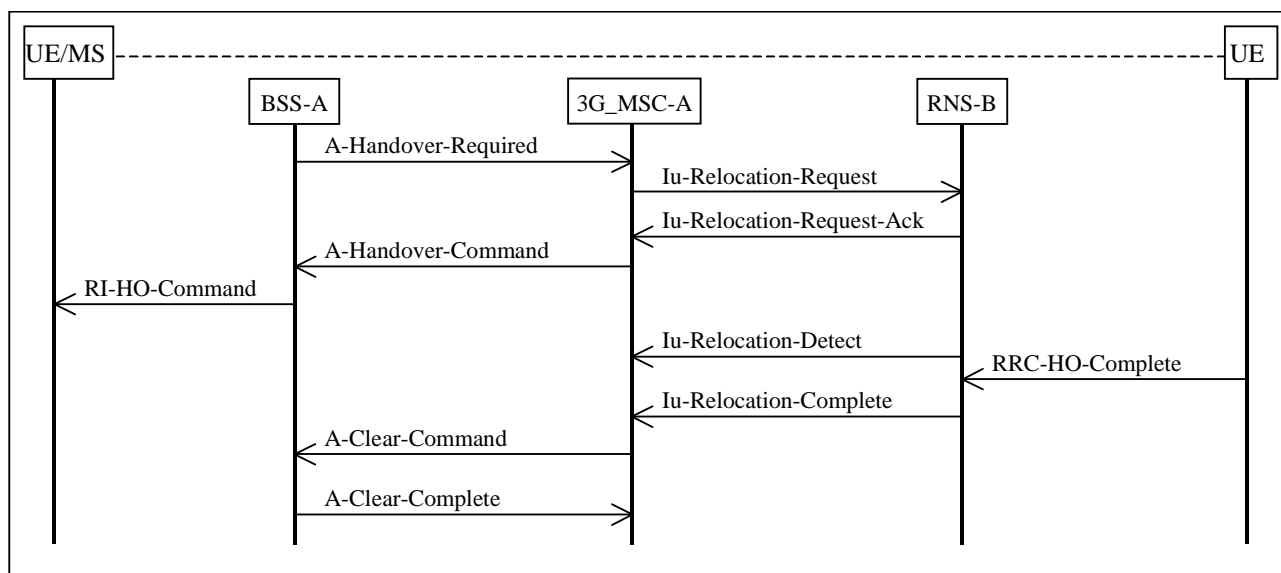 UE/MS
UE
BSS-A
3G_MSC-A
RNS-B
A-Handover-Required
Iu-Relocation-Request
Iu-Relocation-Request-Ack
A-Handover-Command
RI-HO-Command
Iu-Relocation-Detect
RRC-HO-Complete
Iu-Relocation-Complete
A-Clear-Command
A-Clear-Complete